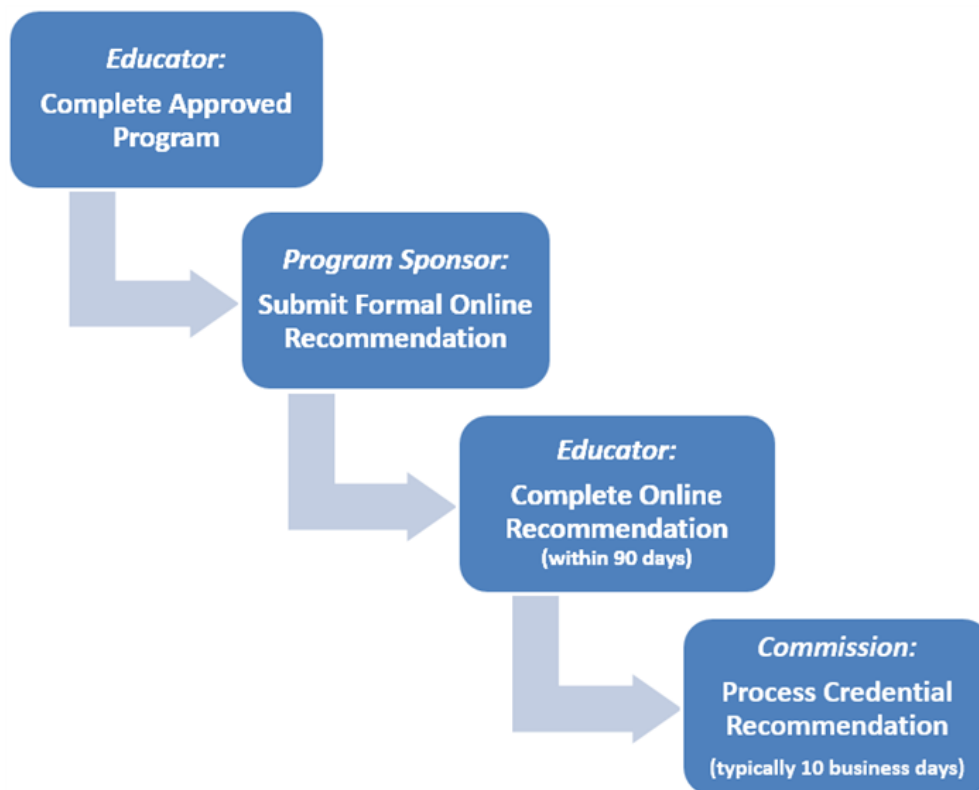 Educator:
Complete Approved
Program
Program Sponsor:
Submit Formal Online
Recommendation
Educator:
Complete Online
Recommendation
(within 90 days)
Commission:
Process Credential
Recommendation
(typically 10 business days)